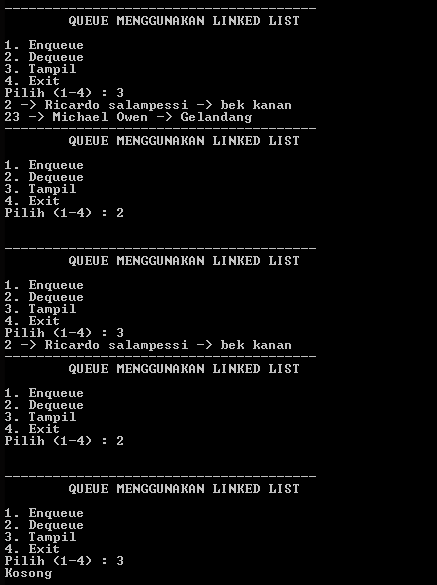 ---------------------------------------
QUEUE MENGGUNAKAN LINKED LIST
1. Enqueue
2. Dequeue
3. Tampil
4. Exit
Pilih (1-4) : 3
2 -> Ricardo salampessi -> bek kanan
23 -> Michael Owen -> Gelandang
---------------------------------------
QUEUE MENGGUNAKAN LINKED LIST
1. Enqueue
2. Dequeue
3. Tampil
4. Exit
Pilih (1-4) : 2
---------------------------------------
QUEUE MENGGUNAKAN LINKED LIST
1. Enqueue
2. Dequeue
3. Tampil
4. Exit
Pilih (1-4) : 3
2 -> Ricardo salampessi -> bek kanan
---------------------------------------
QUEUE MENGGUNAKAN LINKED LIST
1. Enqueue
2. Dequeue
3. Tampil
4. Exit
Pilih (1-4) : 2
---------------------------------------
QUEUE MENGGUNAKAN LINKED LIST
1. Enqueue
2. Dequeue
3. Tampil
4. Exit
Pilih (1-4) : 3
Kosong